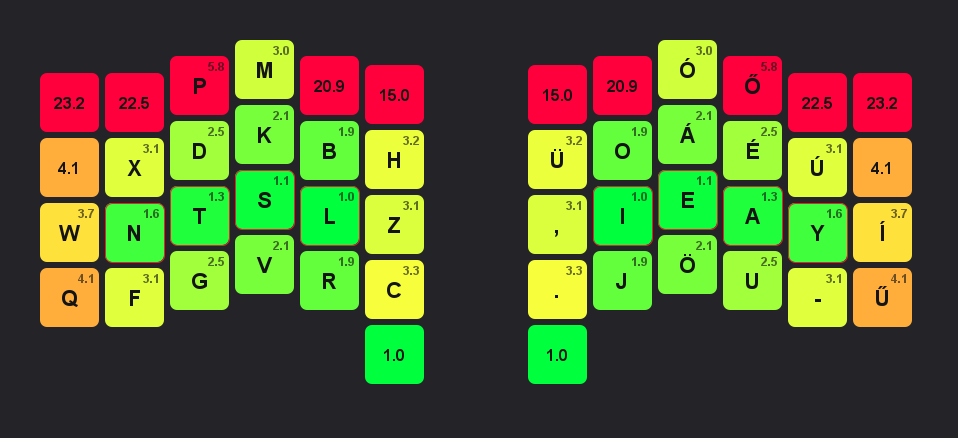 23.2 22.5 5.8 P 3.0 M 20.9 15.0 15.0 20.9 3.0 Ó 5.8 Ő 22.5 23.2
4.1 3.1 X 2.5 D 2.1 K 1.9 B 3.2 H 3.2 Ü 1.9 O 2.1 Á 2.5 É 3.1 Ú 4.1
3.7 W 1.6 N 1.3 T 1.1 S 1.0 L 3.1 Z 3.1 , 1.0 I 1.1 E 1.3 A 1.6 Y 3.7 Í
4.1 Q 3.1 F 2.5 G 2.1 V 1.9 R 3.3 C 3.3 . 1.9 J 2.1 Ö 2.5 U 3.1 - 4.1 Ű
1.0 1.0